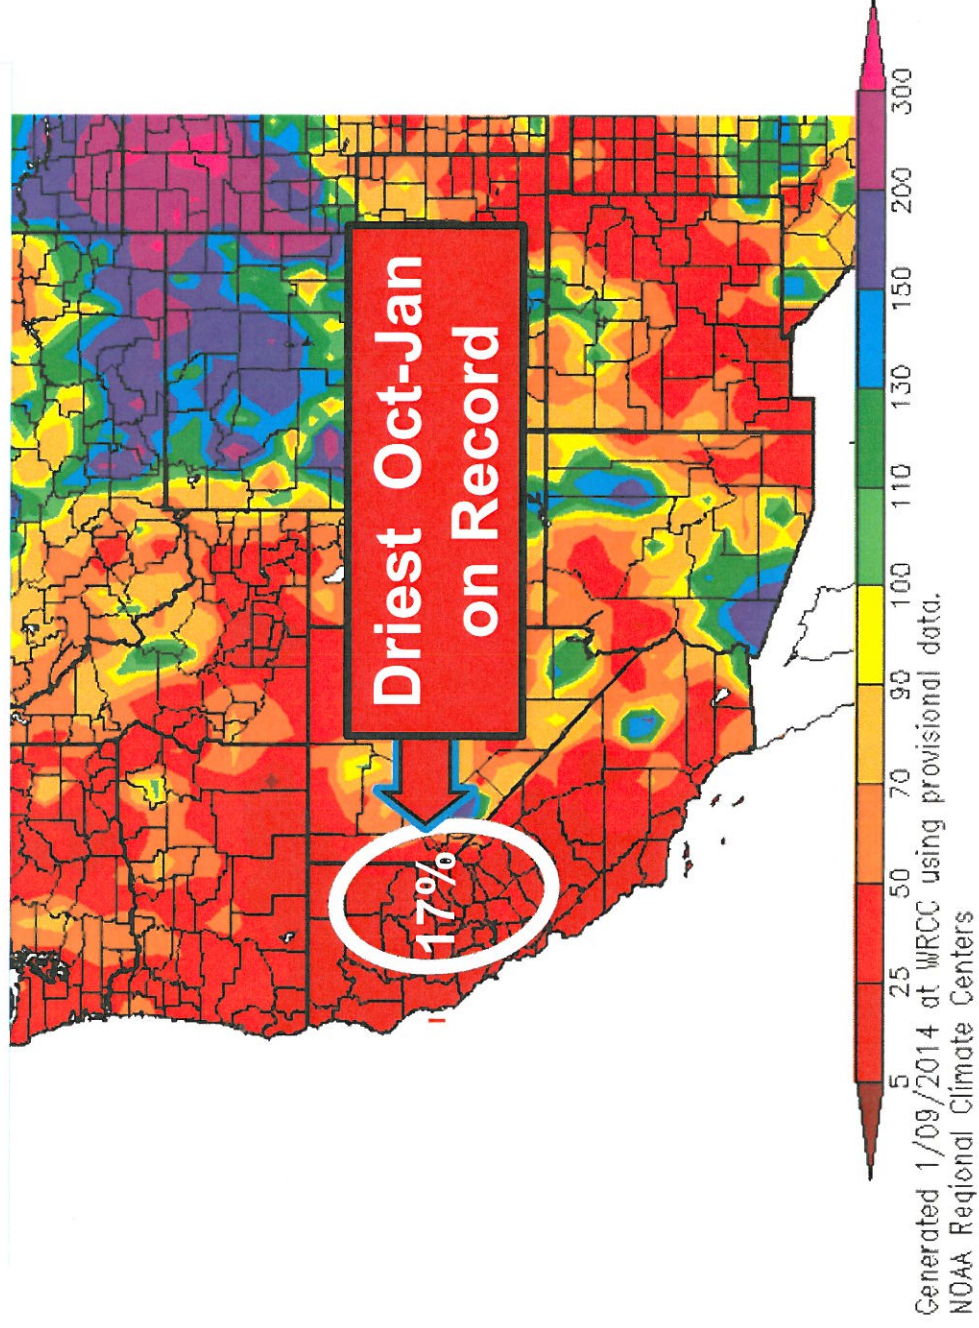 Driest Oct-Jan
on Record
17%
5 25 50 70 90 100 110 130 150 200 300
Generated 1/09/2014 at WRCC using provisional data.
NOAA Regional Climate Centers